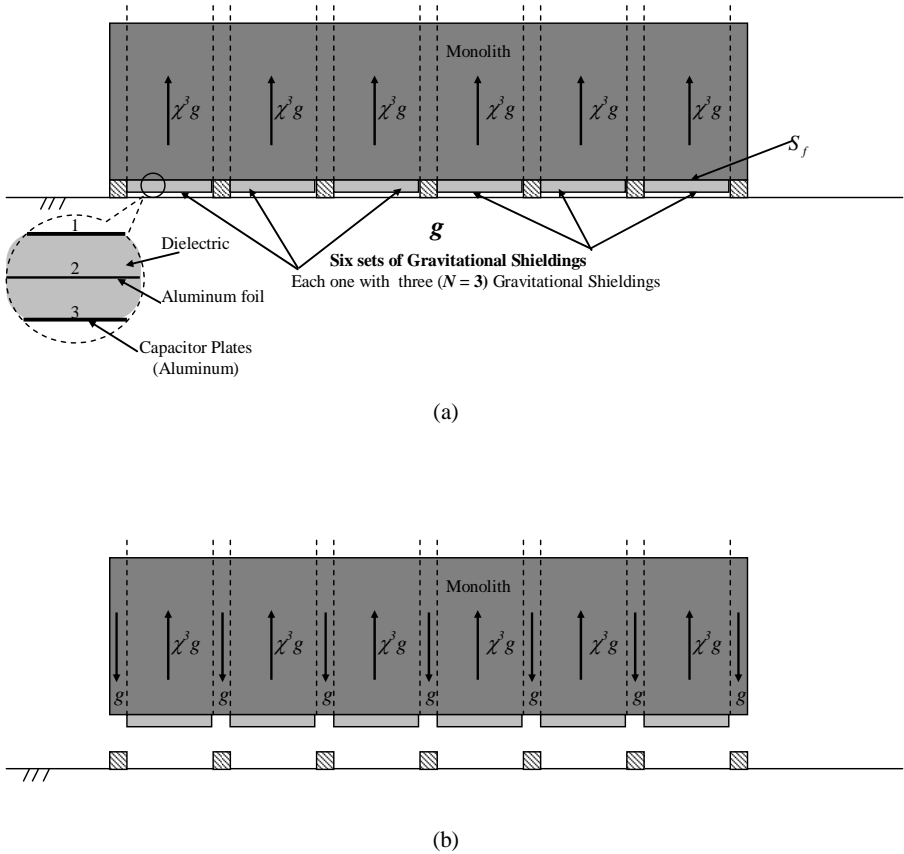 Monolith
χ³g χ³g χ³g χ³g χ³g χ³g
S_f
g
1
Dielectric
2
Aluminum foil
3
Capacitor Plates
(Aluminum)
Six sets of Gravitational Shieldings
Each one with three (N = 3) Gravitational Shieldings
(a)
Monolith
χ³g χ³g χ³g χ³g χ³g χ³g
g g g g g g g
(b)